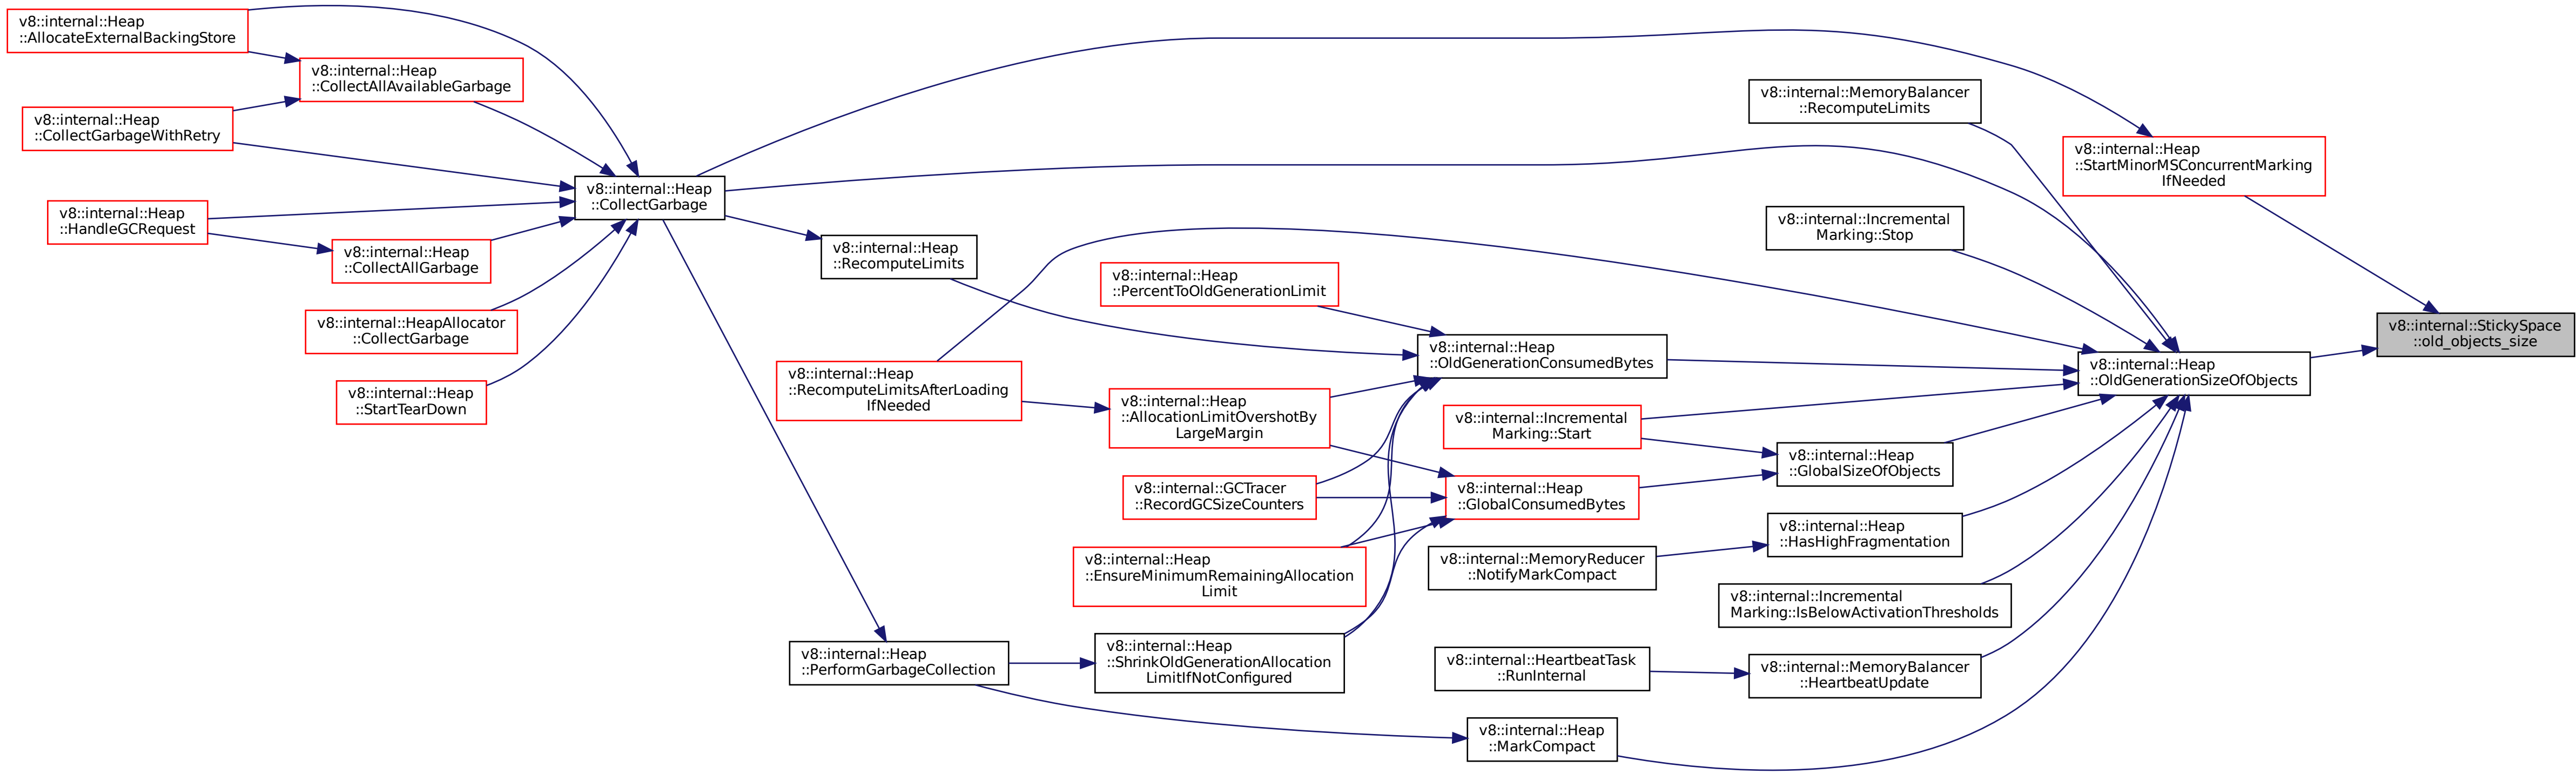 v8::internal::Heap
::AllocateExternalBackingStore
v8::internal::Heap
::CollectAllAvailableGarbage
v8::internal::Heap
::CollectGarbageWithRetry
v8::internal::Heap
::HandleGCRequest
v8::internal::Heap
::CollectAllGarbage
v8::internal::HeapAllocator
::CollectGarbage
v8::internal::Heap
::StartTearDown
v8::internal::Heap
::CollectGarbage
v8::internal::Heap
::RecomputeLimits
v8::internal::Heap
::RecomputeLimitsAfterLoading
IfNeeded
v8::internal::Heap
::PerformGarbageCollection
v8::internal::Heap
::PercentToOldGenerationLimit
v8::internal::Heap
::AllocationLimitOvershotBy
LargeMargin
v8::internal::GCTracer
::RecordGCSizeCounters
v8::internal::Heap
::EnsureMinimumRemainingAllocation
Limit
v8::internal::Heap
::ShrinkOldGenerationAllocation
LimitIfNotConfigured
v8::internal::Heap
::OldGenerationConsumedBytes
v8::internal::Incremental
Marking::Start
v8::internal::Heap
::GlobalConsumedBytes
v8::internal::MemoryReducer
::NotifyMarkCompact
v8::internal::HeartbeatTask
::RunInternal
v8::internal::Heap
::MarkCompact
v8::internal::MemoryBalancer
::RecomputeLimits
v8::internal::Incremental
Marking::Stop
v8::internal::Heap
::GlobalSizeOfObjects
v8::internal::Heap
::HasHighFragmentation
v8::internal::Incremental
Marking::IsBelowActivationThresholds
v8::internal::MemoryBalancer
::HeartbeatUpdate
v8::internal::Heap
::StartMinorMSConcurrentMarking
IfNeeded
v8::internal::Heap
::OldGenerationSizeOfObjects
v8::internal::StickySpace
::old_objects_size